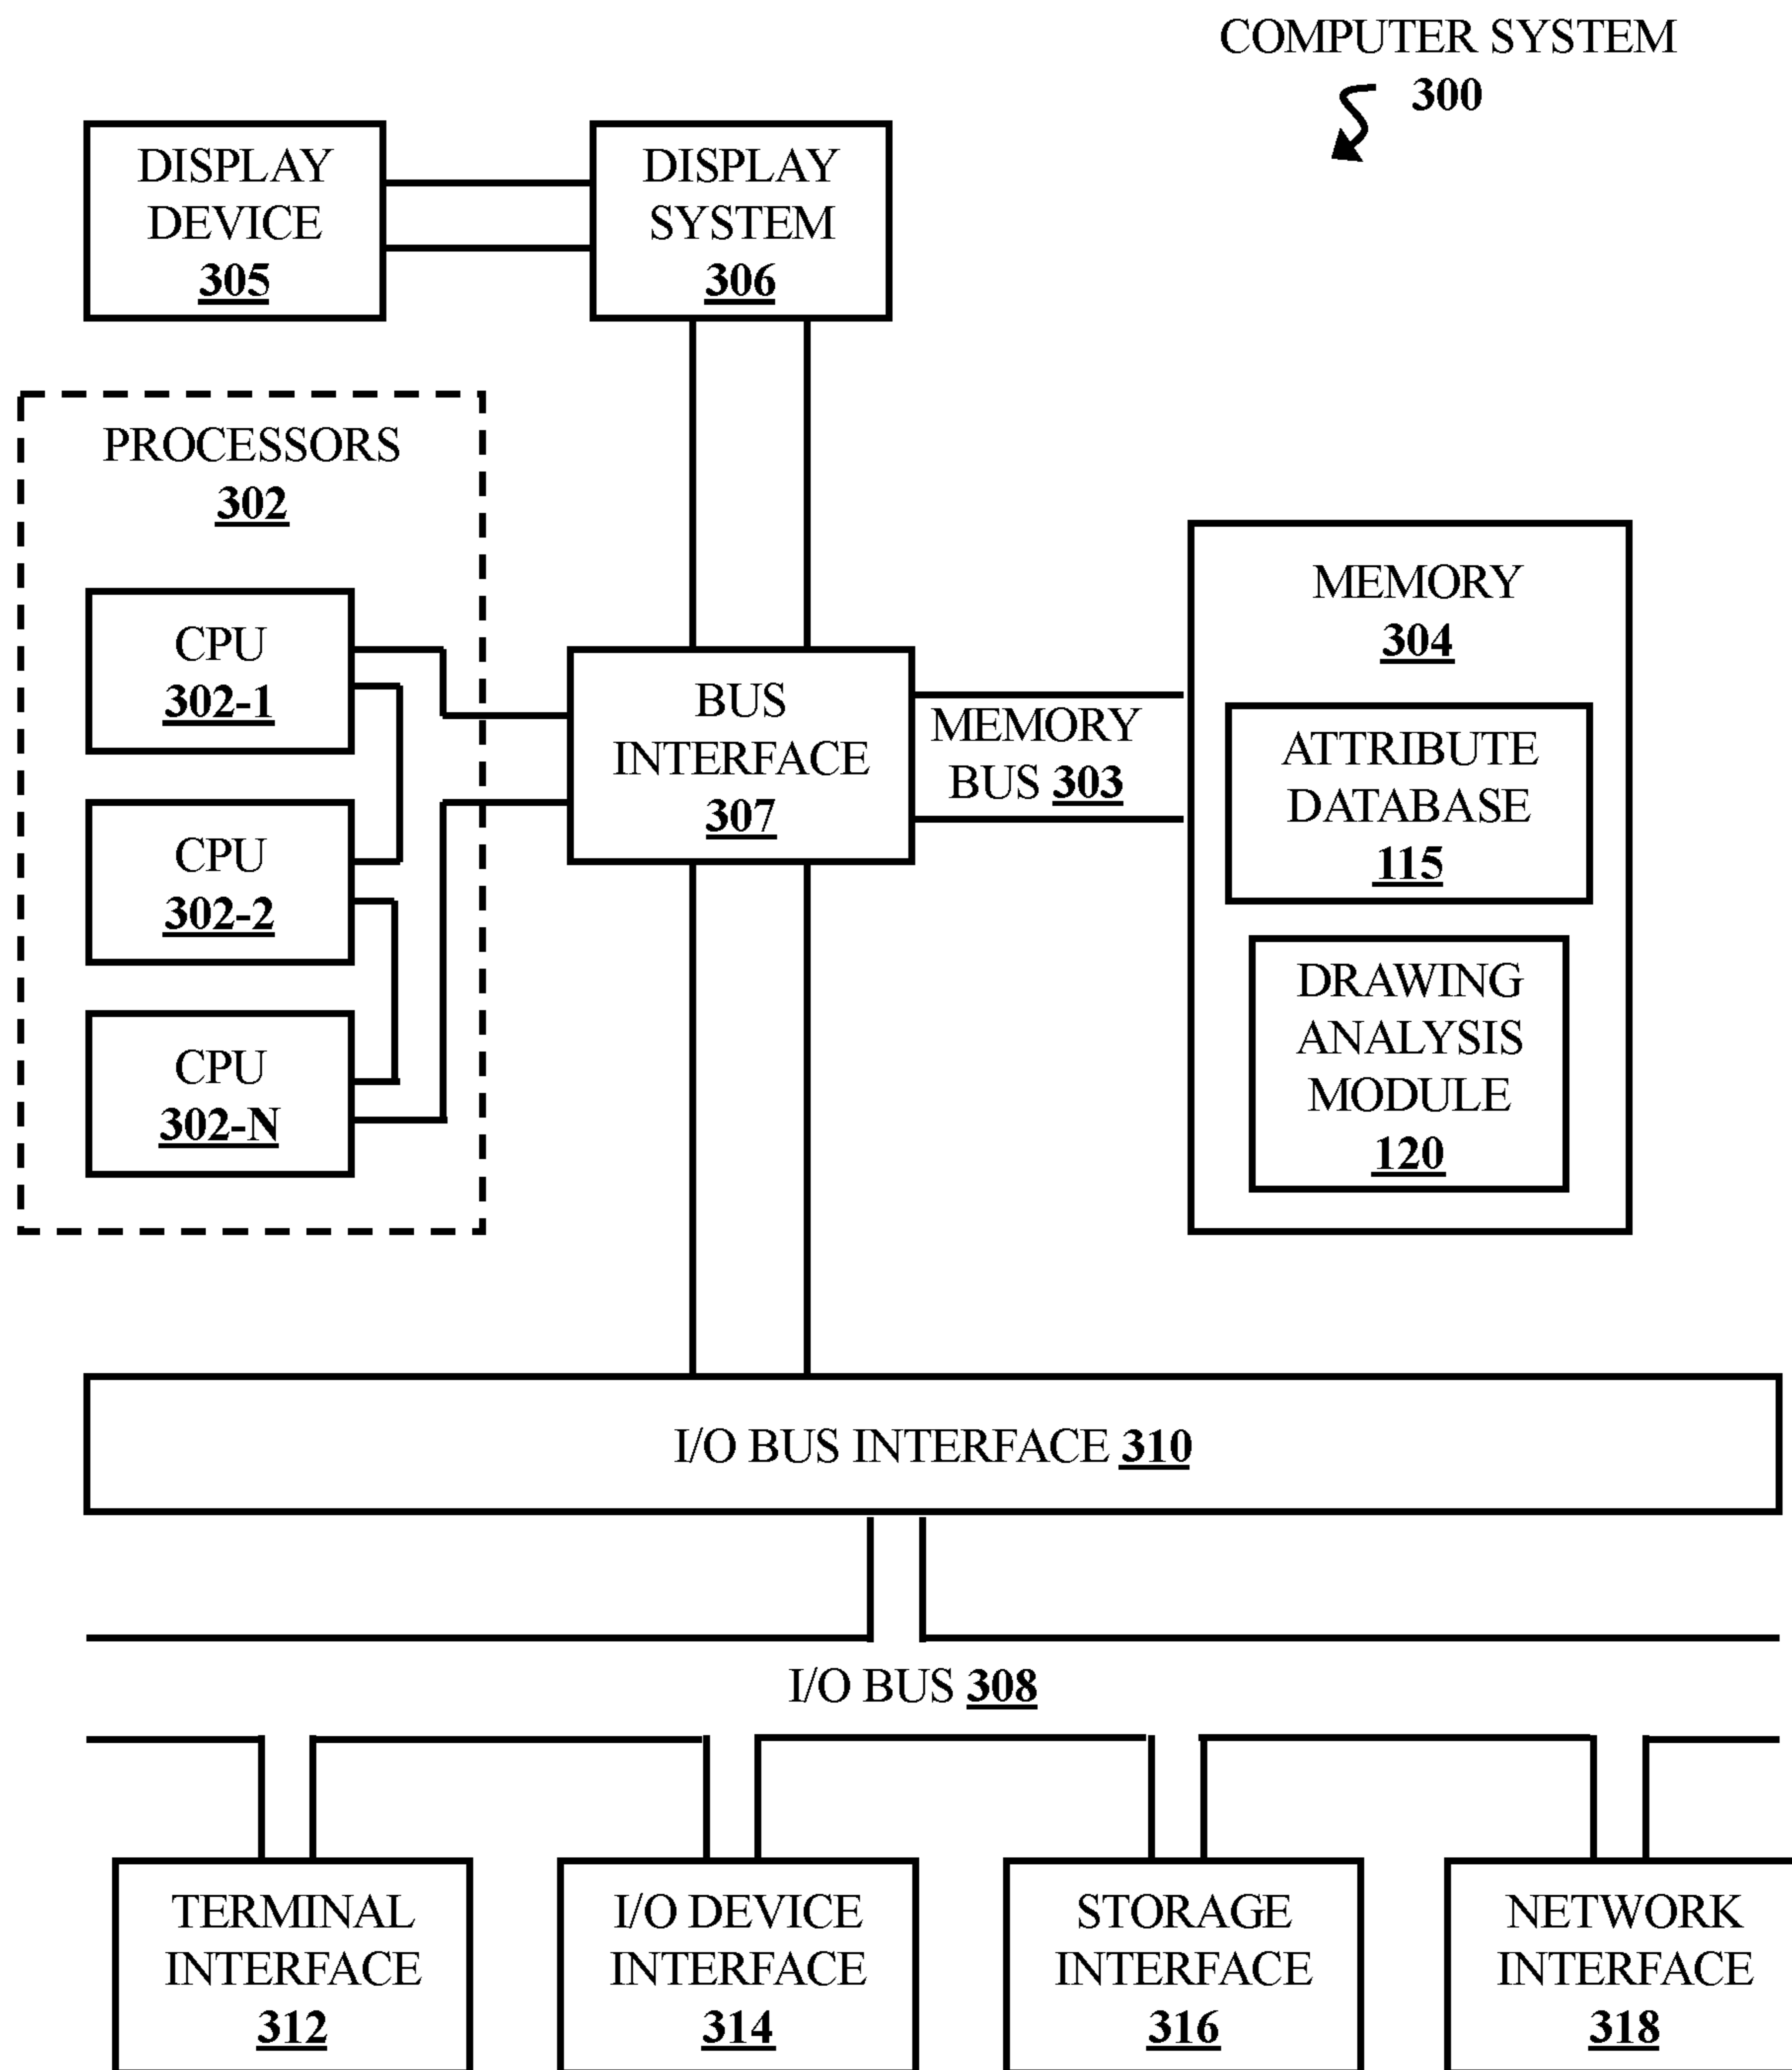 COMPUTER SYSTEM
300
DISPLAY
DEVICE
305
DISPLAY
SYSTEM
306
PROCESSORS
302
CPU
302-1
CPU
302-2
CPU
302-N
BUS
INTERFACE
307
MEMORY
BUS 303
MEMORY
304
ATTRIBUTE
DATABASE
115
DRAWING
ANALYSIS
MODULE
120
I/O BUS INTERFACE 310
I/O BUS 308
TERMINAL
INTERFACE
312
I/O DEVICE
INTERFACE
314
STORAGE
INTERFACE
316
NETWORK
INTERFACE
318